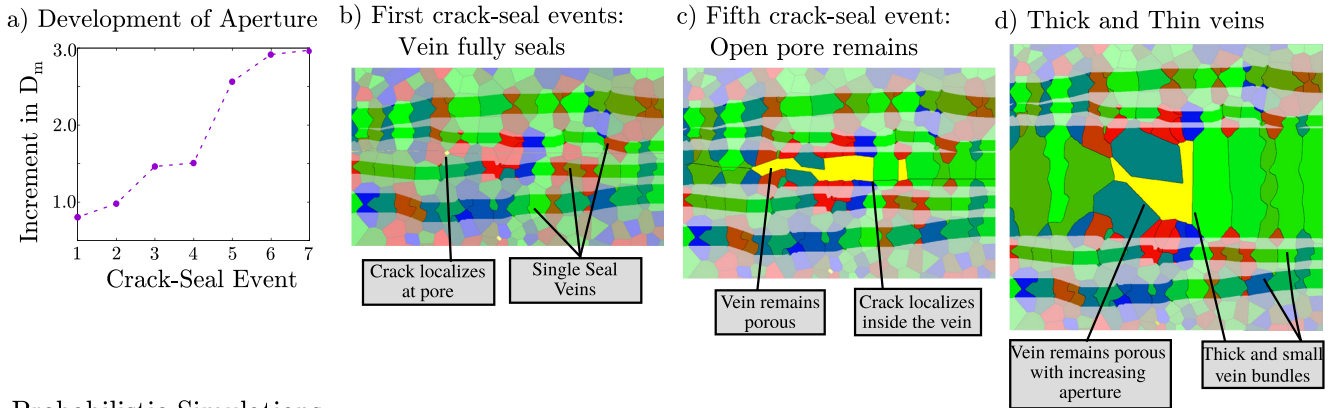 a) Development of Aperture
3.0
2.0
1.0
Increment in Dm
1 2 3 4 5 6 7
Crack-Seal Event
b) First crack-seal events:
Vein fully seals
Crack localizes
at pore
Single Seal
Veins
c) Fifth crack-seal event:
Open pore remains
Vein remains
porous
Crack localizes
inside the vein
d) Thick and Thin veins
Vein remains porous
with increasing
aperture
Thick and small
vein bundles